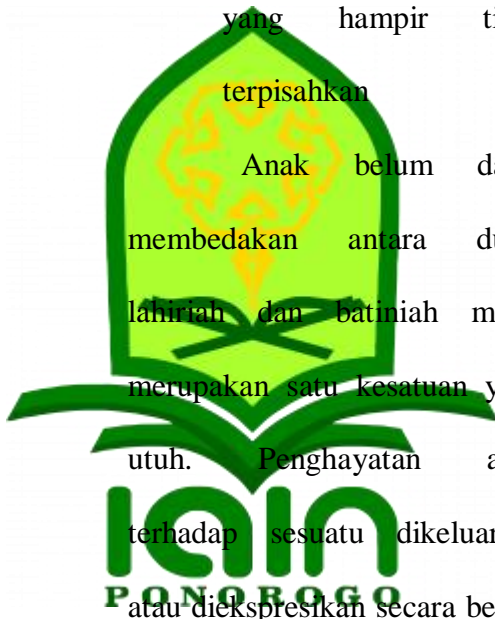 yang hampir
terpisahkan
Anak belum
membedakan antara
lahiriah dan batiniah
merupakan satu kesatuan
utuh. Penghayatan
terhadap sesuatu
atau diekspresikan secara
iain
PONOROGO